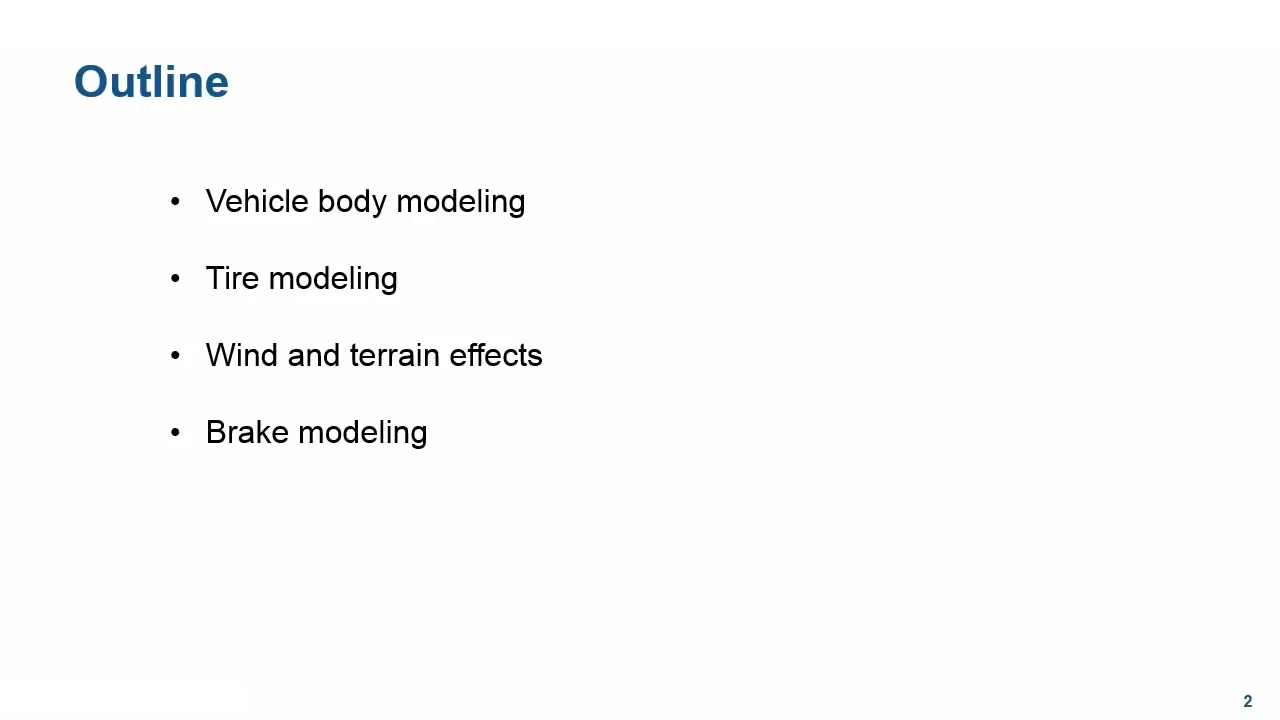 Outline
• Vehicle body modeling
• Tire modeling
• Wind and terrain effects
• Brake modeling
2